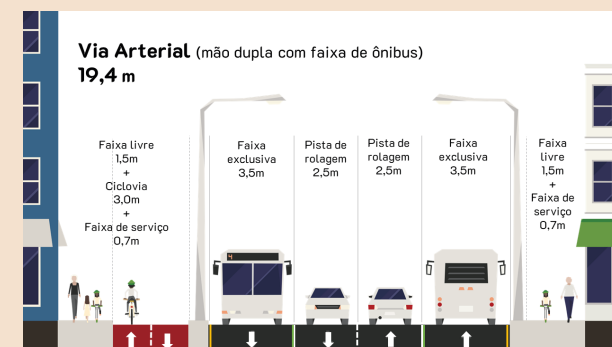 Via Arterial (mão dupla com faixa de ônibus)
19,4 m
Faixa livre
1,5m
+
Ciclovia
3,0m
+
Faixa de serviço
0,7m
Faixa
exclusiva
3,5m
Pista de
rolagem
2,5m
Pista de
rolagem
2,5m
Faixa
exclusiva
3,5m
Faixa
livre
1,5m
+
Faixa de
serviço
0,7m